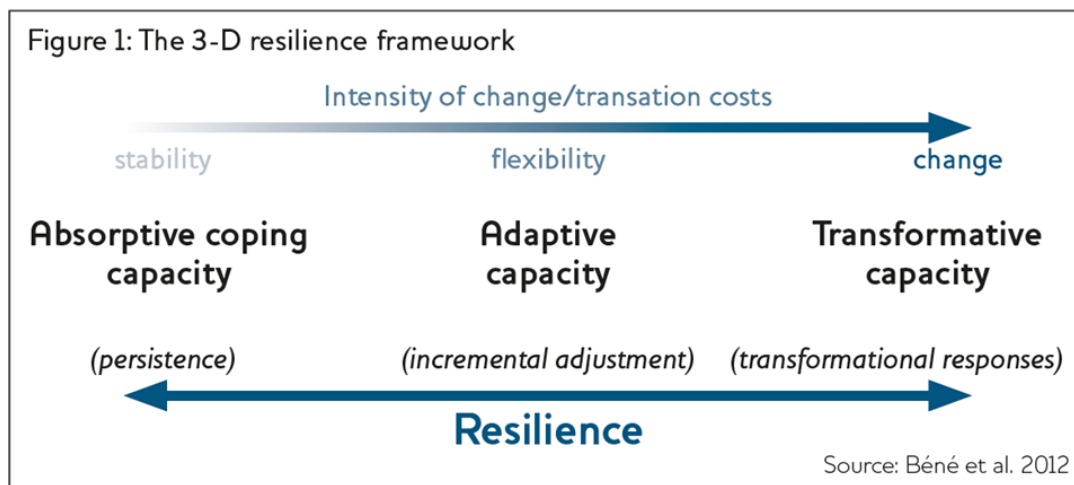 Figure 1: The 3-D resilience framework
Intensity of change/transation costs
stability flexibility change
Absorptive coping Adaptive Transformative
capacity capacity capacity
(persistence) (incremental adjustment) (transformational responses)
Resilience
Source: Béné et al. 2012